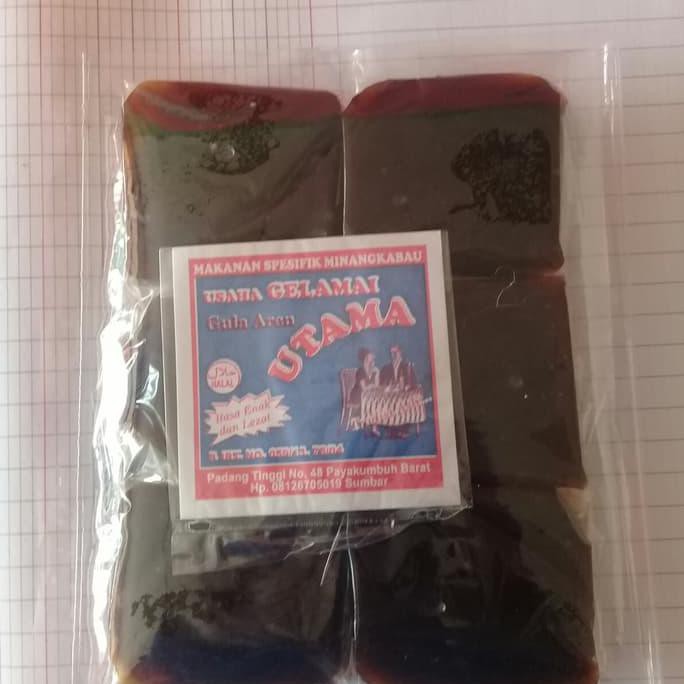 MAKANAN SPESIFIK MINANGKABAU
USAHA GELAMAI
Gula Aren
UTAMA
حلال
HALAL
Rasa Enak
dan Lezat
Padang Tinggi No. 48 Payakumbuh Barat
Hp. 08126705019 Sumbar